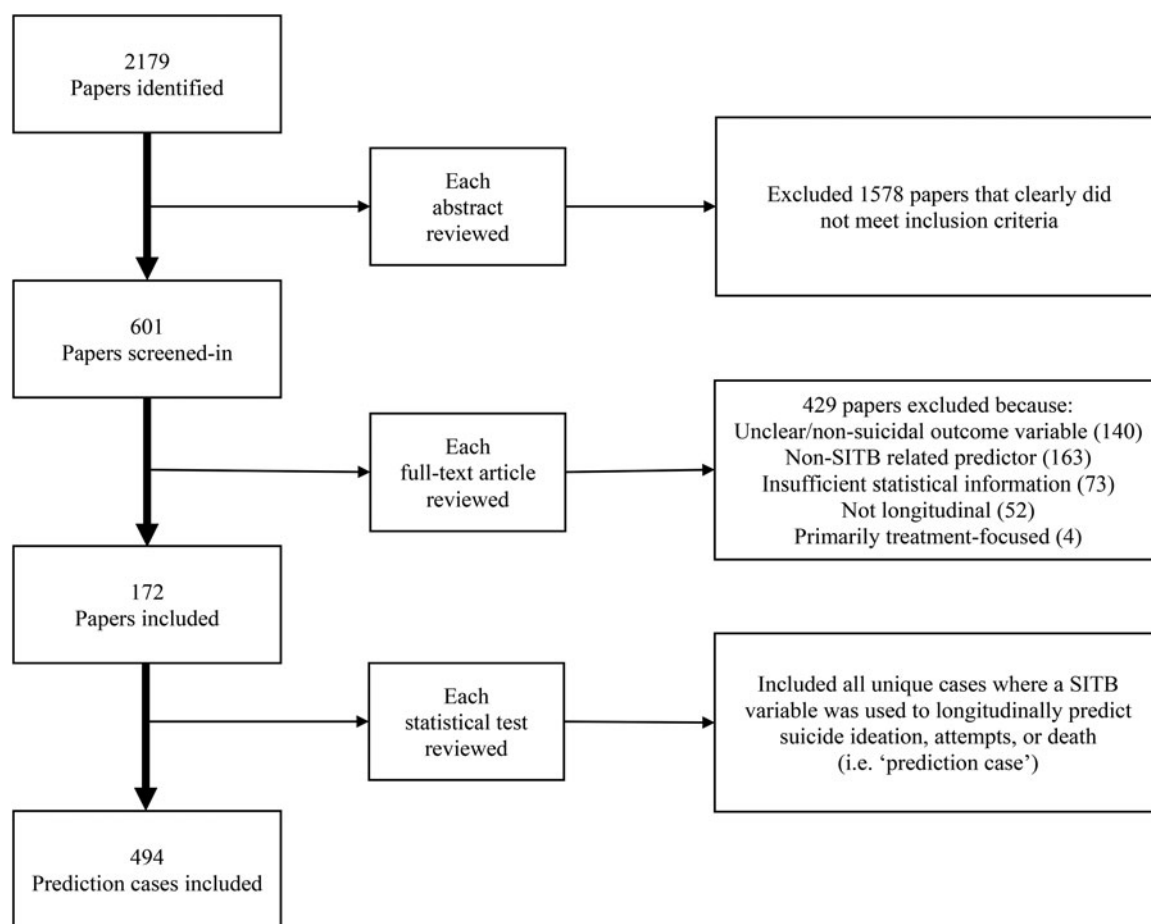 2179
Papers identified
Each
abstract
reviewed
Excluded 1578 papers that clearly did
not meet inclusion criteria
601
Papers screened-in
Each
full-text article
reviewed
429 papers excluded because:
Unclear/non-suicidal outcome variable (140)
Non-SITB related predictor (163)
Insufficient statistical information (73)
Not longitudinal (52)
Primarily treatment-focused (4)
172
Papers included
Each
statistical test
reviewed
Included all unique cases where a SITB
variable was used to longitudinally predict
suicide ideation, attempts, or death
(i.e. ‘prediction case’)
494
Prediction cases included